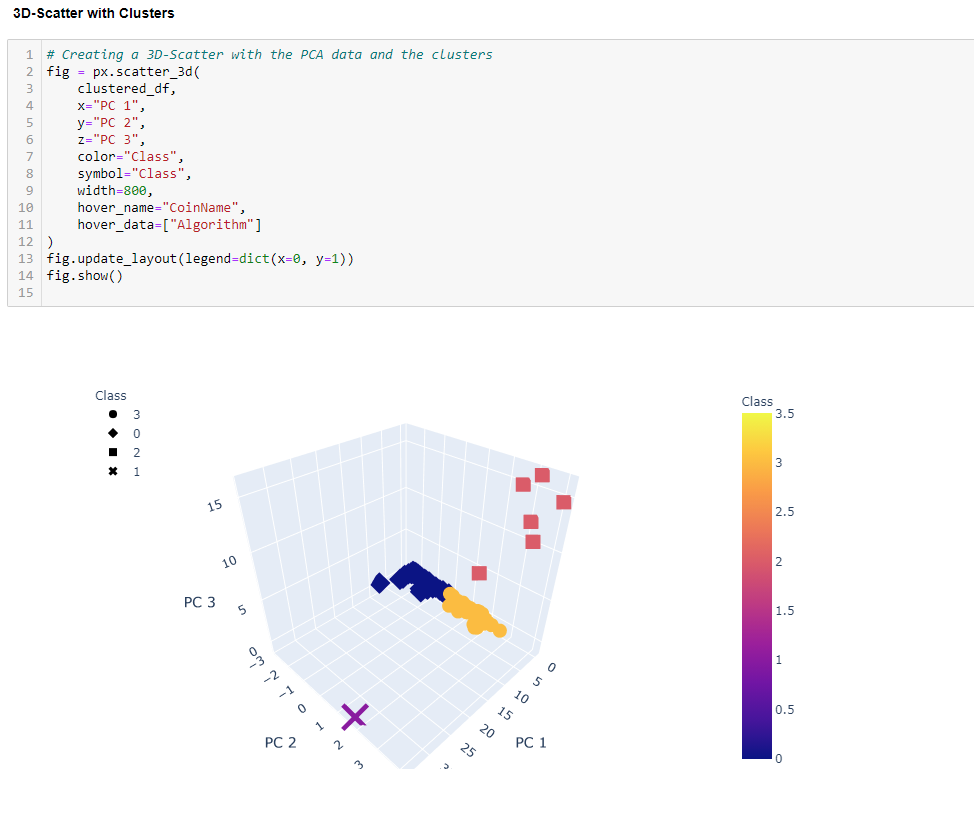 3D-Scatter with Clusters
1 # Creating a 3D-Scatter with the PCA data and the clusters
2 fig = px.scatter_3d(
3     clustered_df,
4     x="PC 1",
5     y="PC 2",
6     z="PC 3",
7     color="Class",
8     symbol="Class",
9     width=800,
10     hover_name="CoinName",
11     hover_data=["Algorithm"]
12 )
13 fig.update_layout(legend=dict(x=0, y=1))
14 fig.show()
15
Class
3
0
2
1
15
10
PC 3
5
0
−3
−2
−1
0
1
2
3
PC 2
0
5
10
15
20
25
PC 1
Class
3.5
3
2.5
2
1.5
1
0.5
0